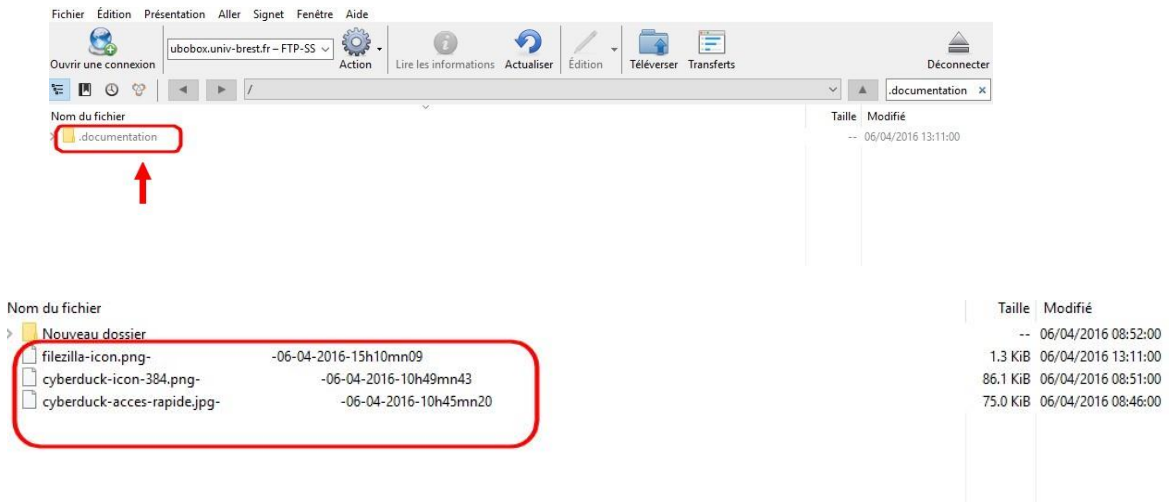 Fichier Édition Présentation Aller Signet Fenêtre Aide
ubobox.univ-brest.fr – FTP-SS
Ouvrir une connexion Action Lire les informations Actualiser Édition Téléverser Transferts Déconnecter
/ .documentation
Nom du fichier Taille Modifié
.documentation -- 06/04/2016 13:11:00
Nom du fichier Taille Modifié
Nouveau dossier -- 06/04/2016 08:52:00
filezilla-icon.png- -06-04-2016-15h10mn09 1.3 KiB 06/04/2016 13:11:00
cyberduck-icon-384.png- -06-04-2016-10h49mn43 86.1 KiB 06/04/2016 08:51:00
cyberduck-acces-rapide.jpg- -06-04-2016-10h45mn20 75.0 KiB 06/04/2016 08:46:00